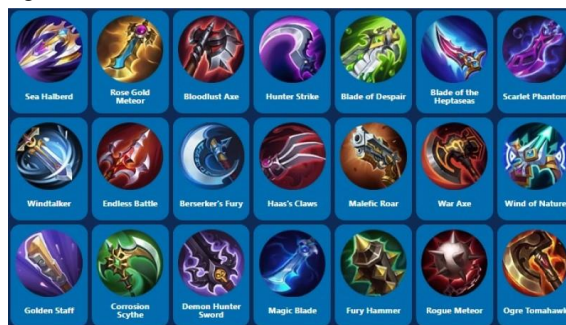 Sea Halberd
Rose Gold
Meteor
Bloodlust Axe
Hunter Strike
Blade of Despair
Blade of the
Heptaseas
Scarlet Phantom
Windtalker
Endless Battle
Berserker's Fury
Haas's Claws
Malefic Roar
War Axe
Wind of Nature
Golden Staff
Corrosion
Scythe
Demon Hunter
Sword
Magic Blade
Fury Hammer
Rogue Meteor
Ogre Tomahawk